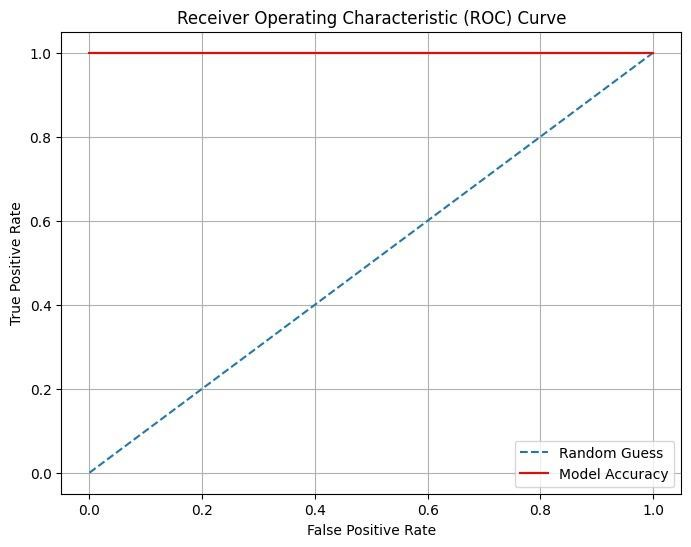 Receiver Operating Characteristic (ROC) Curve
1.0
0.8
0.6
0.4
0.2
0.0
True Positive Rate
Random Guess
Model Accuracy
0.0 0.2 0.4 0.6 0.8 1.0
False Positive Rate